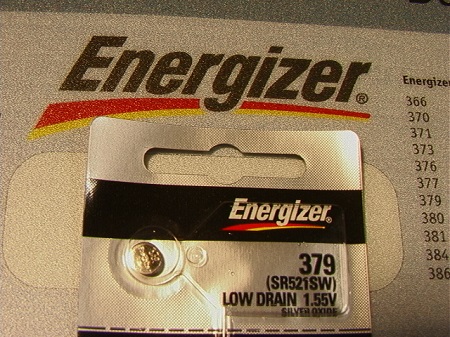 Energizer®
Energizer
366
370
371
373
376
377
379
380
381
384
386
Energizer®
379
(SR521SW)
LOW DRAIN 1.55V
SILVER OXIDE